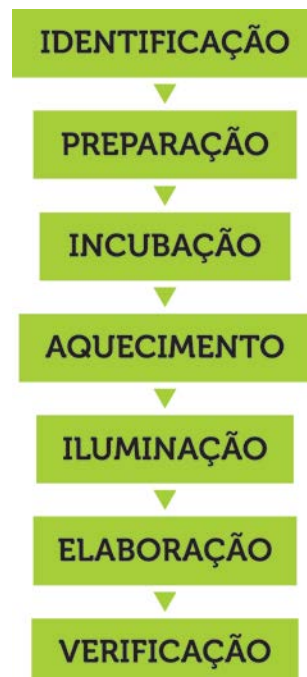 IDENTIFICAÇÃO
PREPARAÇÃO
INCUBAÇÃO
AQUECIMENTO
ILUMINAÇÃO
ELABORAÇÃO
VERIFICAÇÃO